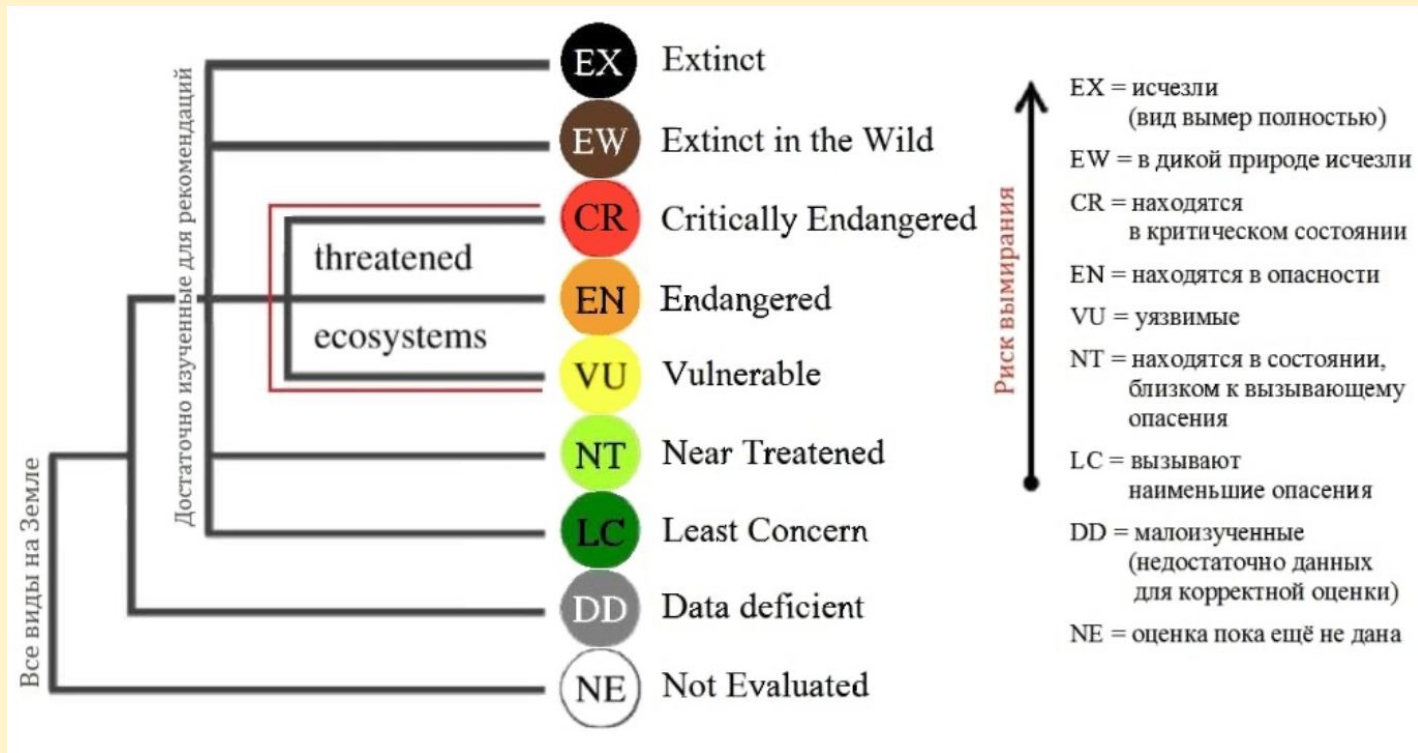 Все виды на Земле
Достаточно изученные для рекомендаций
threatened
ecosystems
EX Extinct
EW Extinct in the Wild
CR Critically Endangered
EN Endangered
VU Vulnerable
NT Near Treatened
LC Least Concern
DD Data deficient
NE Not Evaluated
Риск вымирания
EX = исчезли
(вид вымер полностью)
EW = в дикой природе исчезли
CR = находятся
в критическом состоянии
EN = находятся в опасности
VU = уязвимые
NT = находятся в состоянии,
близком к вызывающему
опасения
LC = вызывают
наименьшие опасения
DD = малоизученные
(недостаточно данных
для корректной оценки)
NE = оценка пока ещё не дана